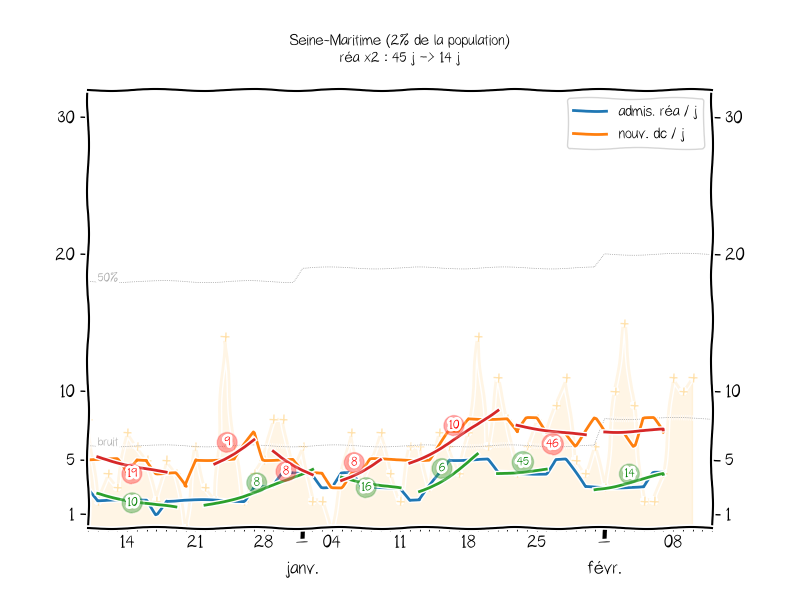 Seine-Maritime (2% de la population)
réa x2 : 45 j -> 14 j
admis. réa / j
nouv. dc / j
30 30
20 20
50%
10 10
bruit
5 5
1 1
19 10 9 8 8 8 16 10 6 45 46 14
14 21 28 04 11 18 25 08
janv. févr.